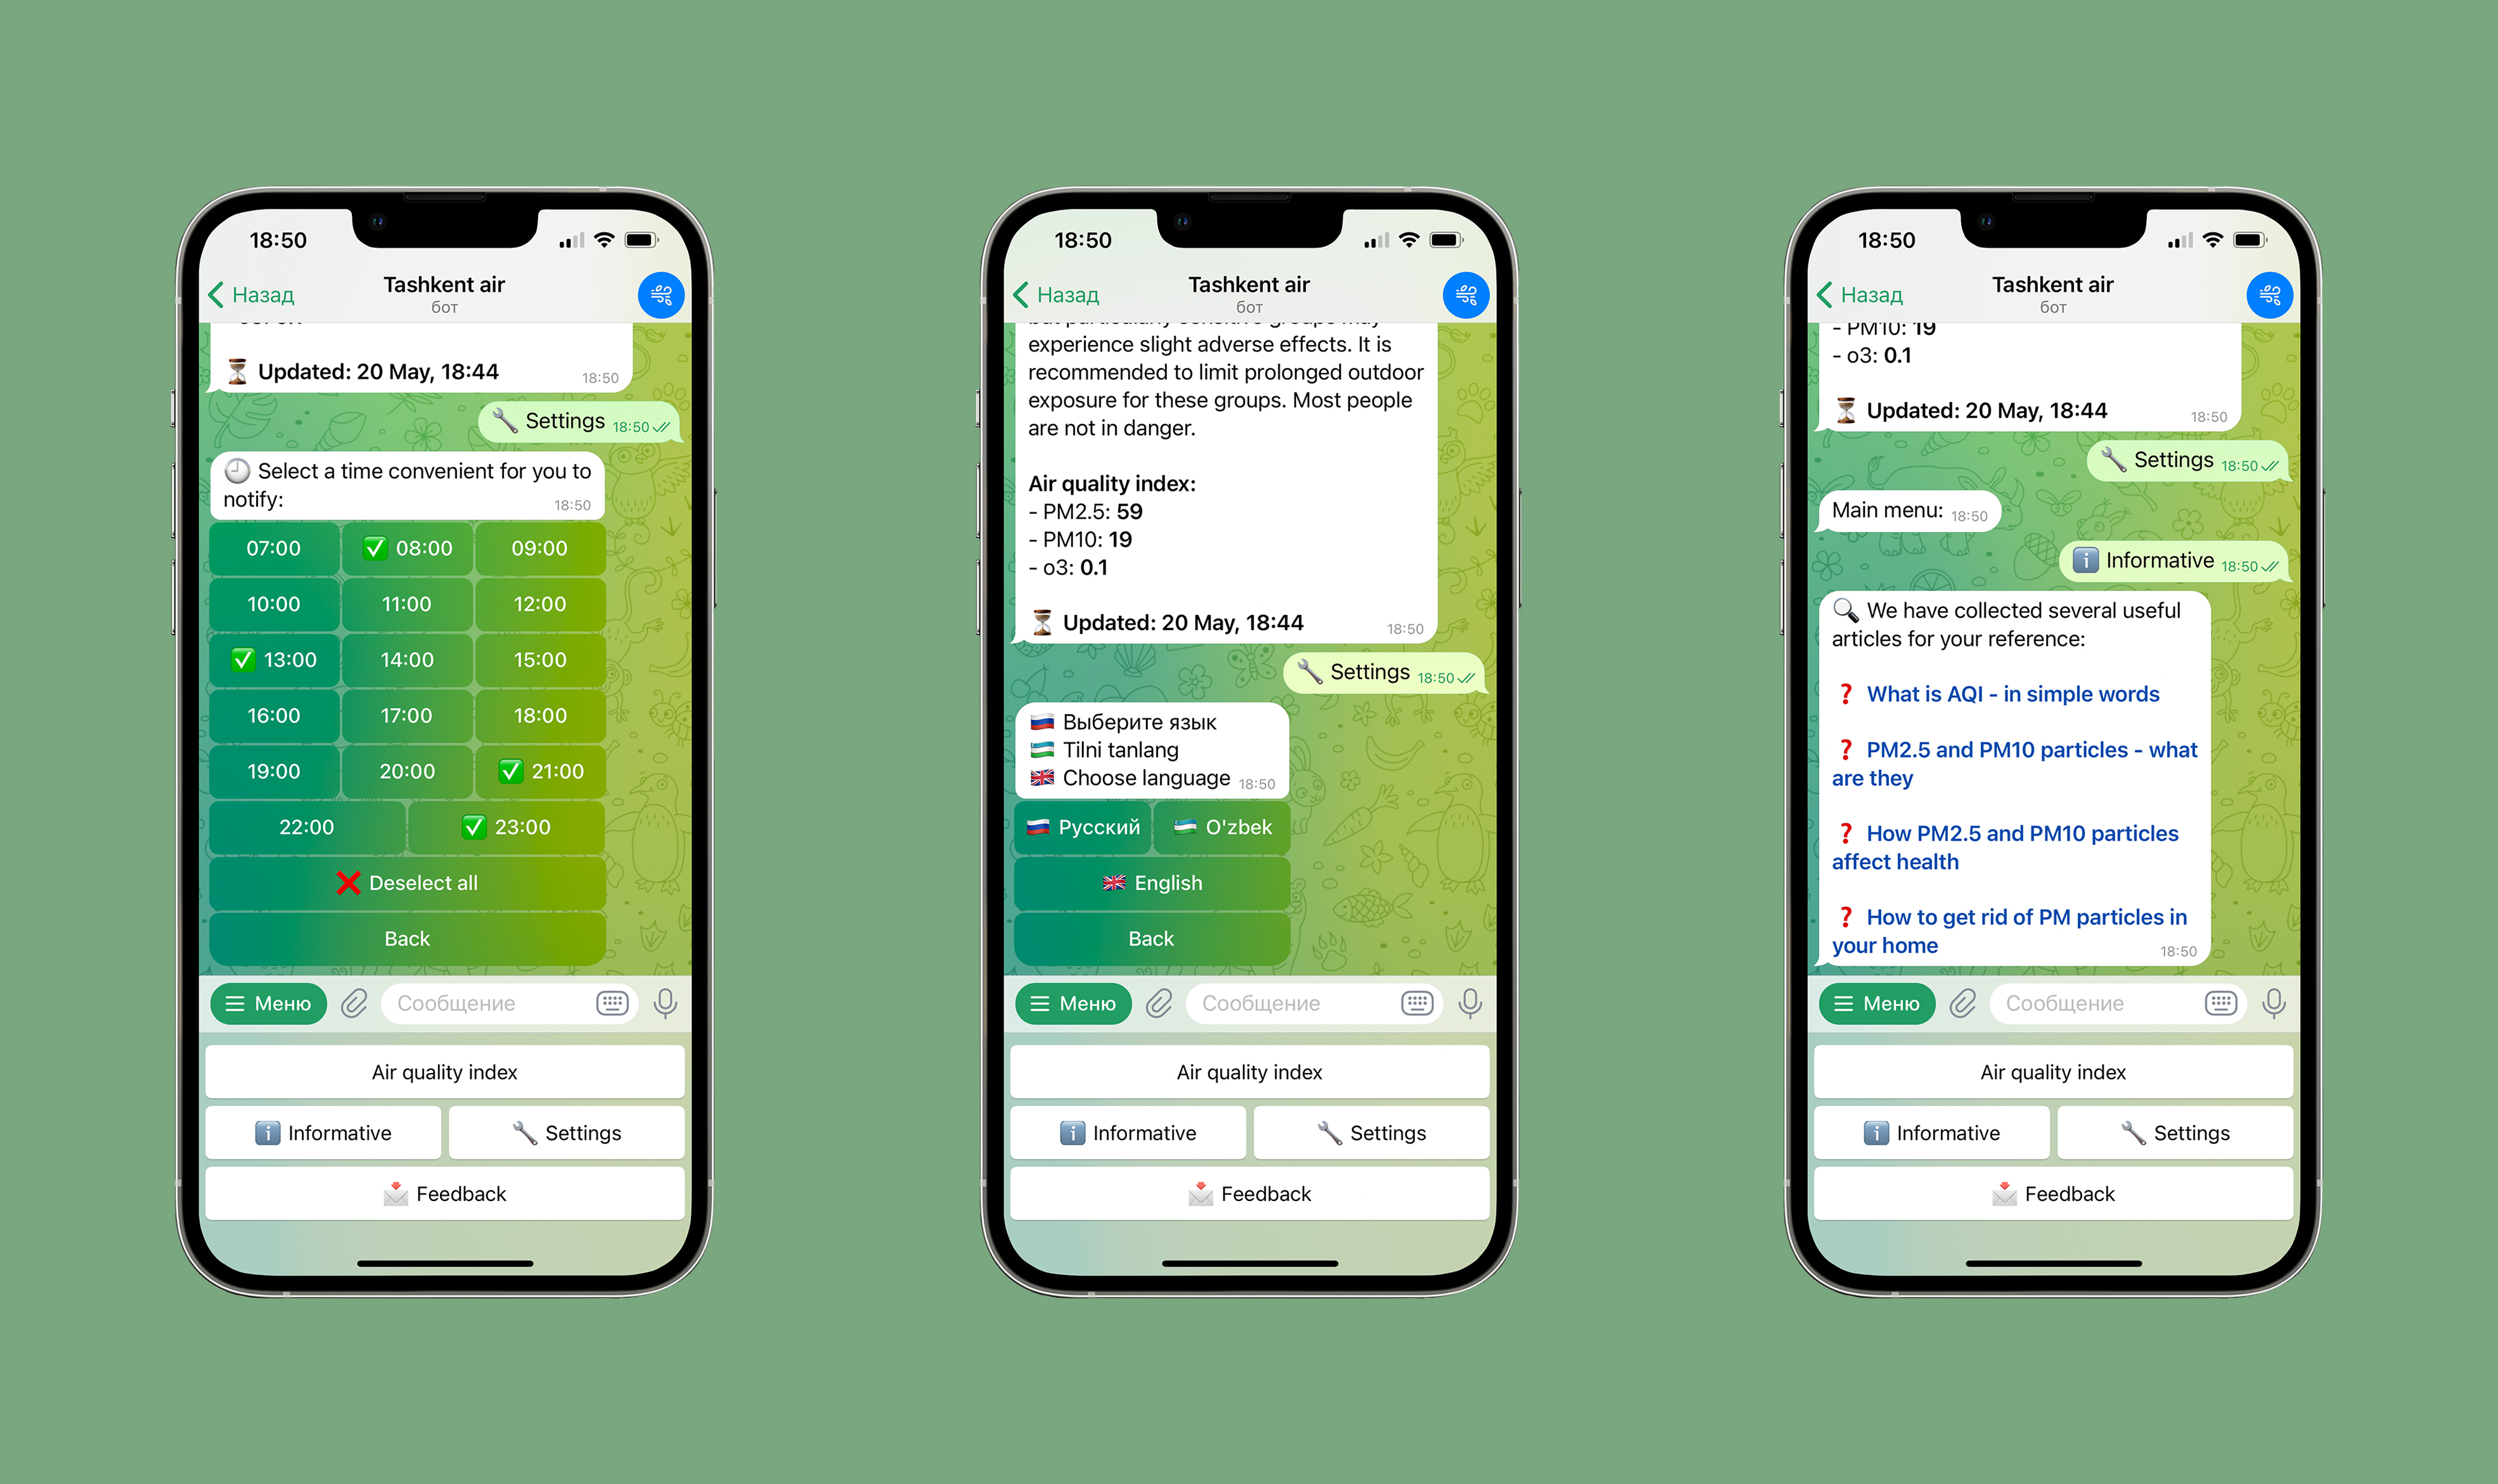 18:50
Назад
Tashkent air
бот
Updated: 20 May, 18:44
18:50
Settings 18:50
Select a time convenient for you to
notify:
18:50
07:00 08:00 09:00
10:00 11:00 12:00
13:00 14:00 15:00
16:00 17:00 18:00
19:00 20:00 21:00
22:00 23:00
Deselect all
Back
Меню Сообщение
Air quality index
Informative Settings
Feedback
18:50
Назад
Tashkent air
бот
but particularly sensitive groups may
experience slight adverse effects. It is
recommended to limit prolonged outdoor
exposure for these groups. Most people
are not in danger.
Air quality index:
- PM2.5: 59
- PM10: 19
- o3: 0.1
Updated: 20 May, 18:44
18:50
Settings 18:50
Выберите язык
Tilni tanlang
Choose language 18:50
Русский O'zbek
English
Back
Меню Сообщение
Air quality index
Informative Settings
Feedback
18:50
Назад
Tashkent air
бот
- PM10: 19
- o3: 0.1
Updated: 20 May, 18:44
18:50
Settings 18:50
Main menu: 18:50
Informative 18:50
We have collected several useful
articles for your reference:
What is AQI - in simple words
PM2.5 and PM10 particles - what
are they
How PM2.5 and PM10 particles
affect health
How to get rid of PM particles in
your home
18:50
Меню Сообщение
Air quality index
Informative Settings
Feedback